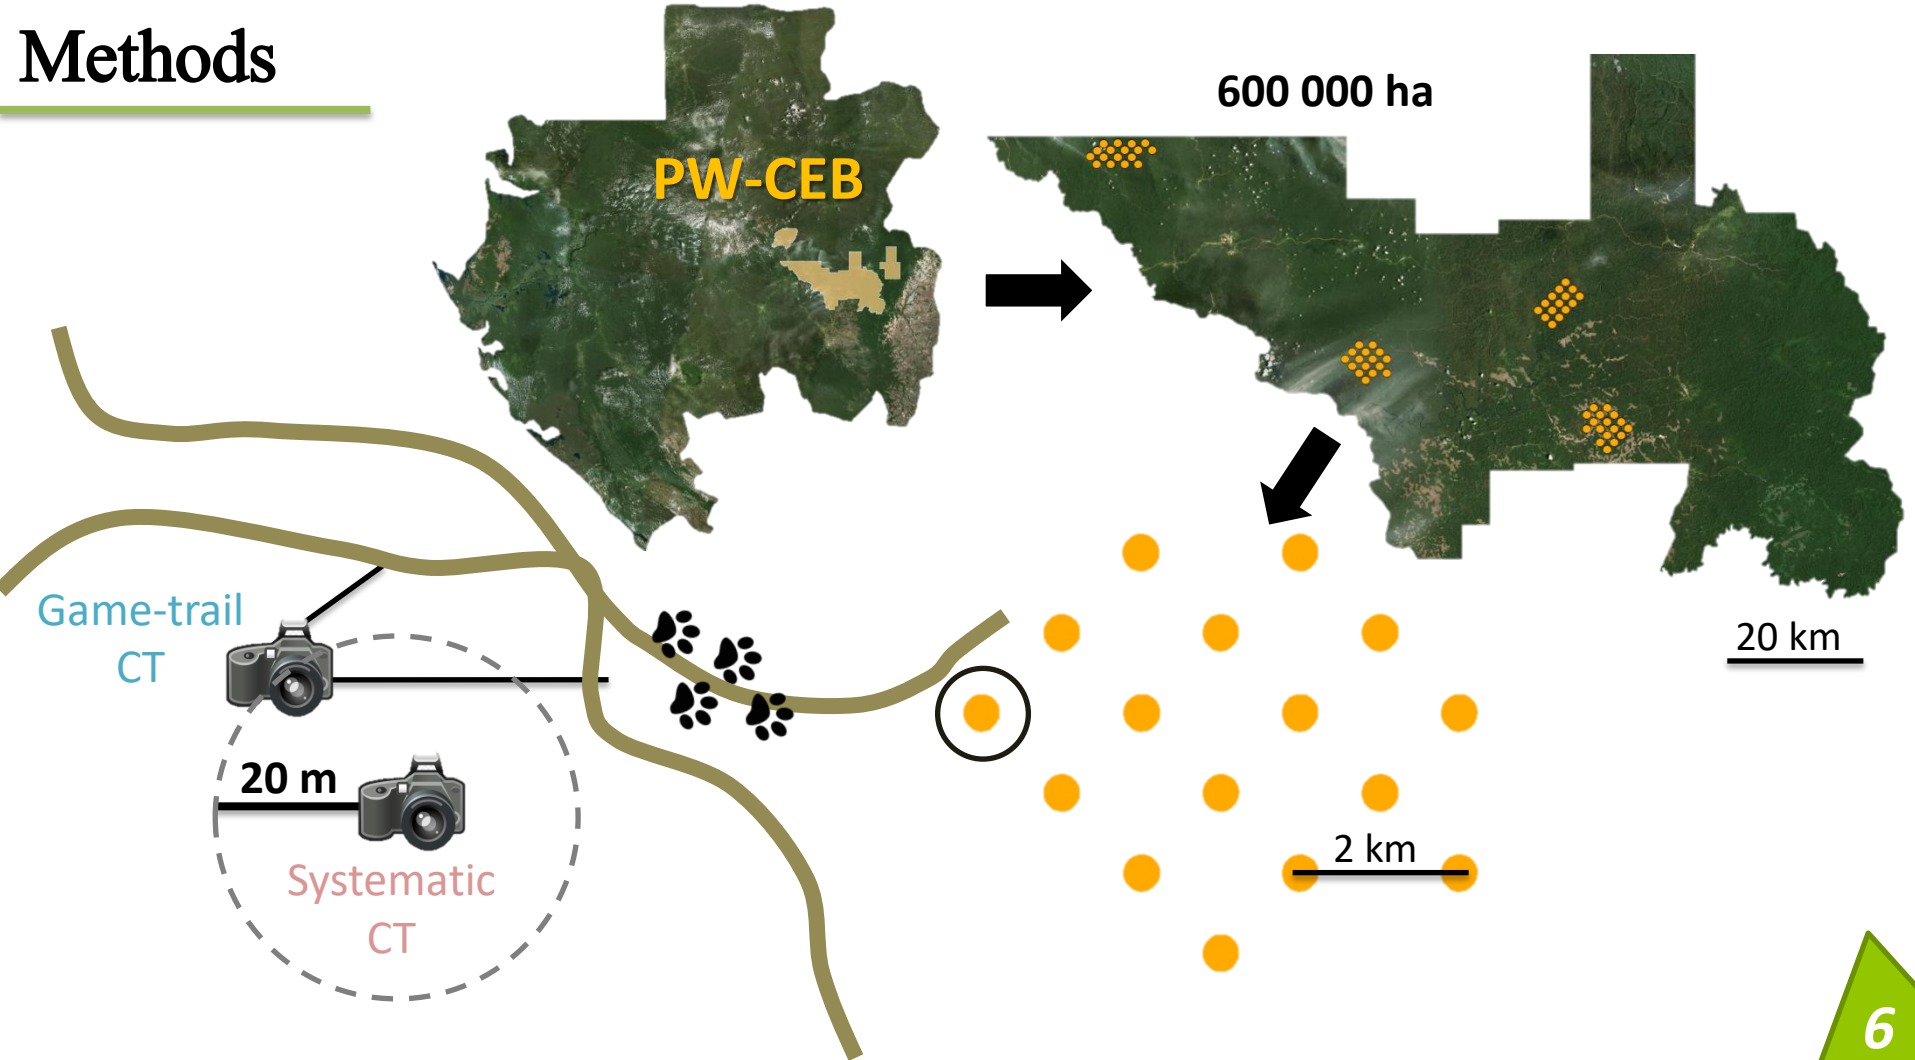 Methods
600 000 ha
PW-CEB
Game-trail
CT
20 km
20 m
2 km
Systematic
CT
6